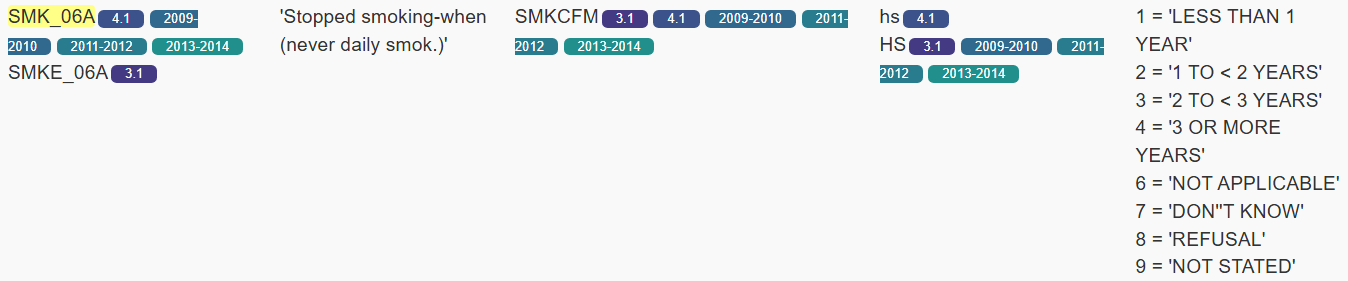 SMK_06A 4.1 2009-
2010 2011-2012 2013-2014
SMKE_06A 3.1
'Stopped smoking-when
(never daily smok.)'
SMKCFM 3.1 4.1 2009-2010 2011-
2012 2013-2014
hs 4.1
HS 3.1 2009-2010 2011-
2012 2013-2014
1 = 'LESS THAN 1
YEAR'
2 = '1 TO < 2 YEARS'
3 = '2 TO < 3 YEARS'
4 = '3 OR MORE
YEARS'
6 = 'NOT APPLICABLE'
7 = 'DON''T KNOW'
8 = 'REFUSAL'
9 = 'NOT STATED'